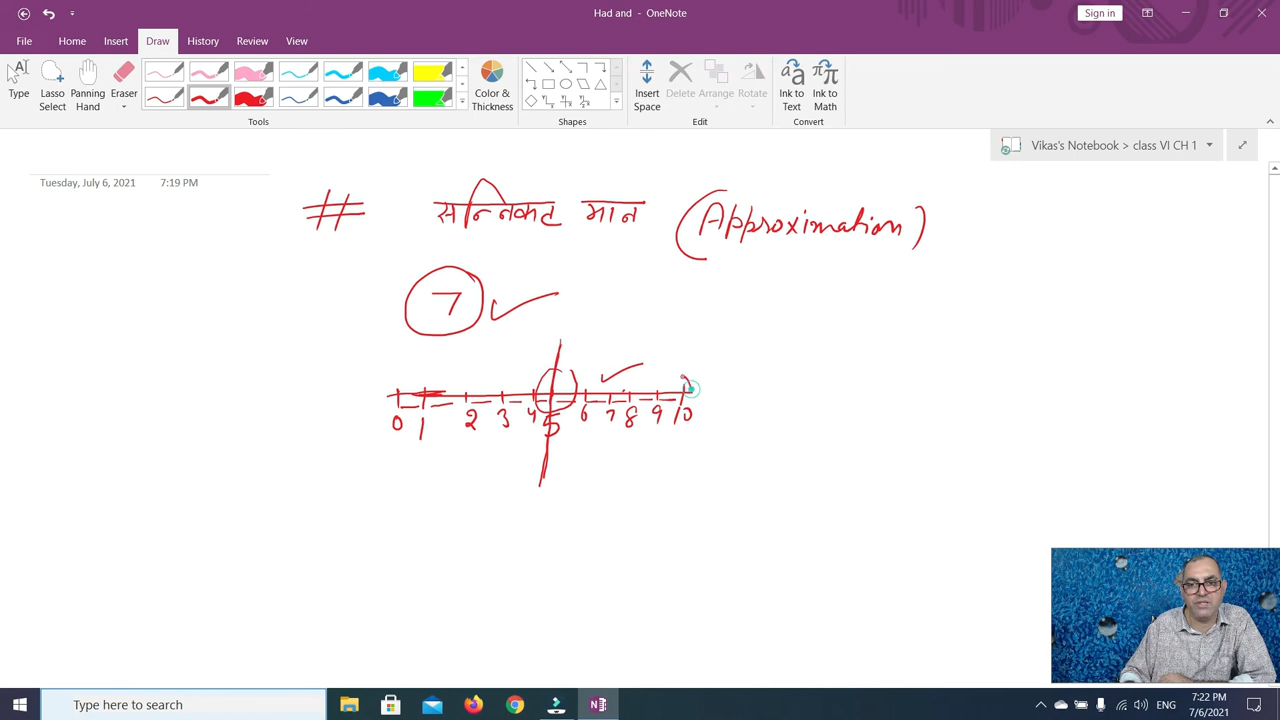 Had and - OneNote
Sign in
File Home Insert Draw History Review View
Type Lasso Select Panning Hand Eraser Color & Thickness Insert Space Delete Arrange Rotate Ink to Text Ink to Math
Tools Shapes Edit Convert
Vikas's Notebook > class VI CH 1
Tuesday, July 6, 2021 7:19 PM
# सन्निकट मान (Approximation)
7
0 1 2 3 4 5 6 7 8 9 10
Type here to search
ENG
7:22 PM
7/6/2021